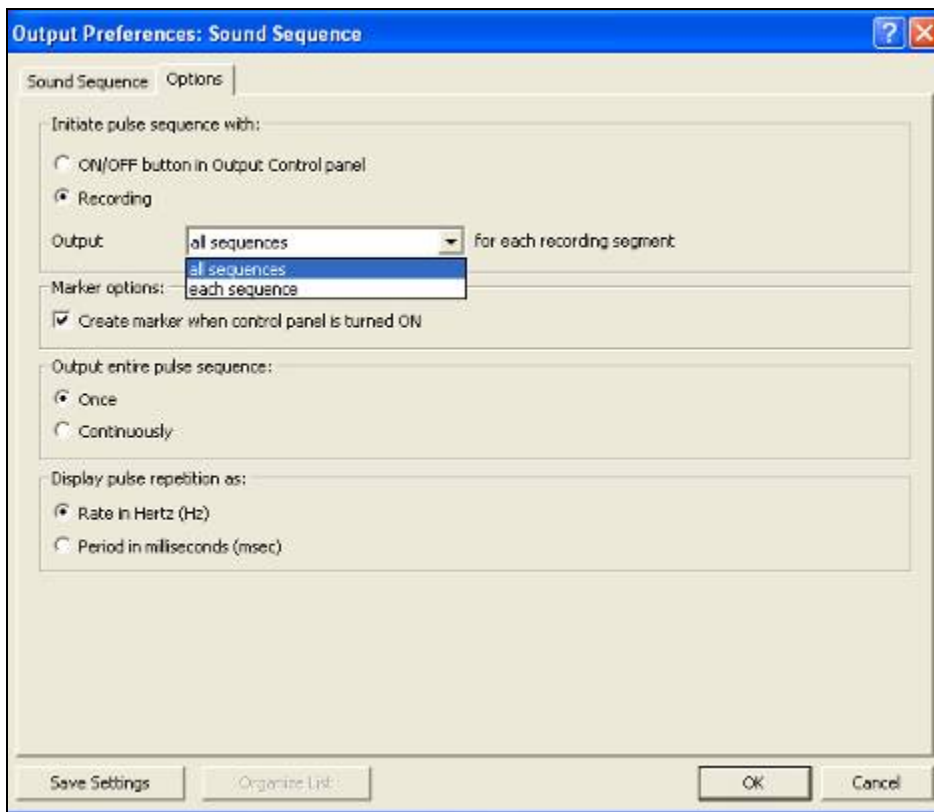 Output Preferences: Sound Sequence
Sound Sequence Options
Initiate pulse sequence with:
ON/OFF button in Output Control panel
Recording
Output all sequences for each recording segment
all sequences
each sequence
Marker options:
Create marker when control panel is turned ON
Output entire pulse sequence:
Once
Continuously
Display pulse repetition as:
Rate in Hertz (Hz)
Period in milliseconds (msec)
Save Settings Organize List OK Cancel